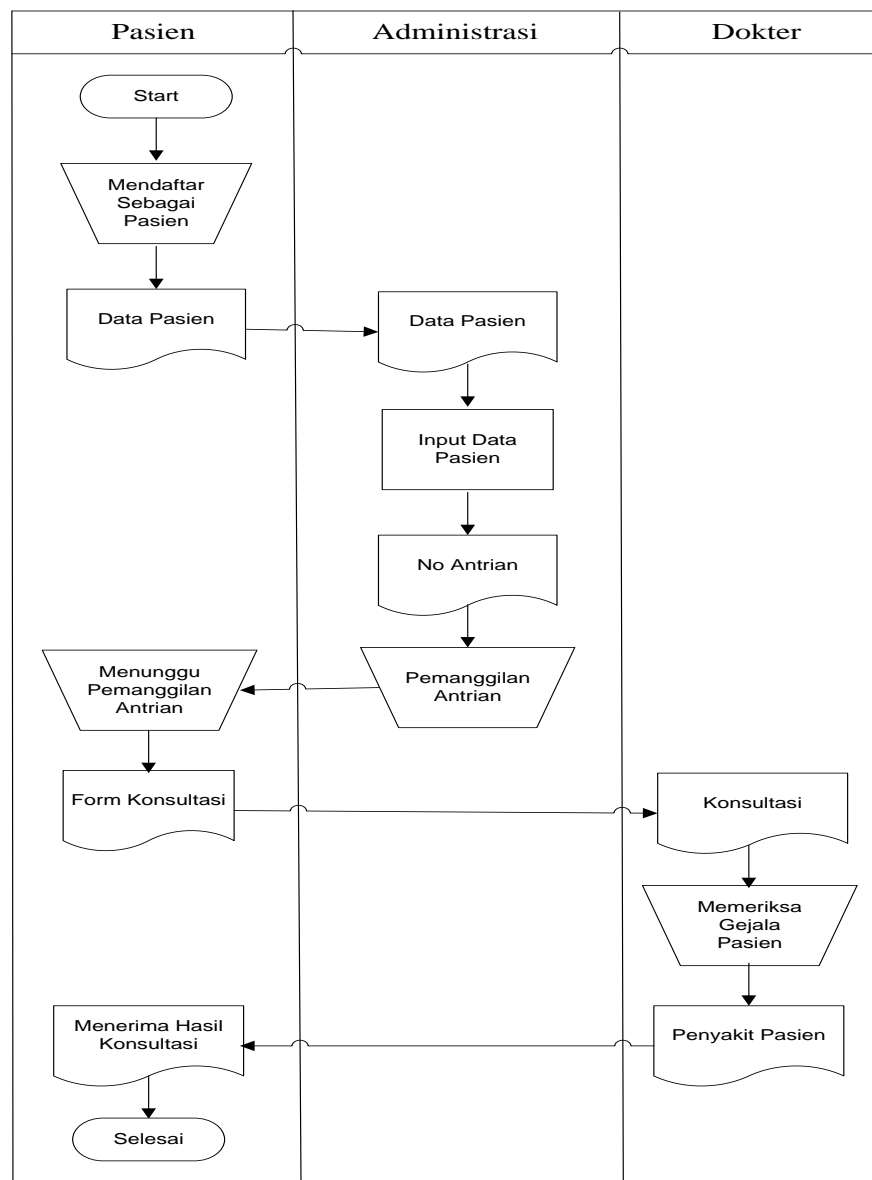 Pasien
Administrasi
Dokter
Start
Mendaftar
Sebagai
Pasien
Data Pasien
Data Pasien
Input Data
Pasien
No Antrian
Pemanggilan
Antrian
Menunggu
Pemanggilan
Antrian
Form Konsultasi
Konsultasi
Memeriksa
Gejala
Pasien
Penyakit Pasien
Menerima Hasil
Konsultasi
Selesai